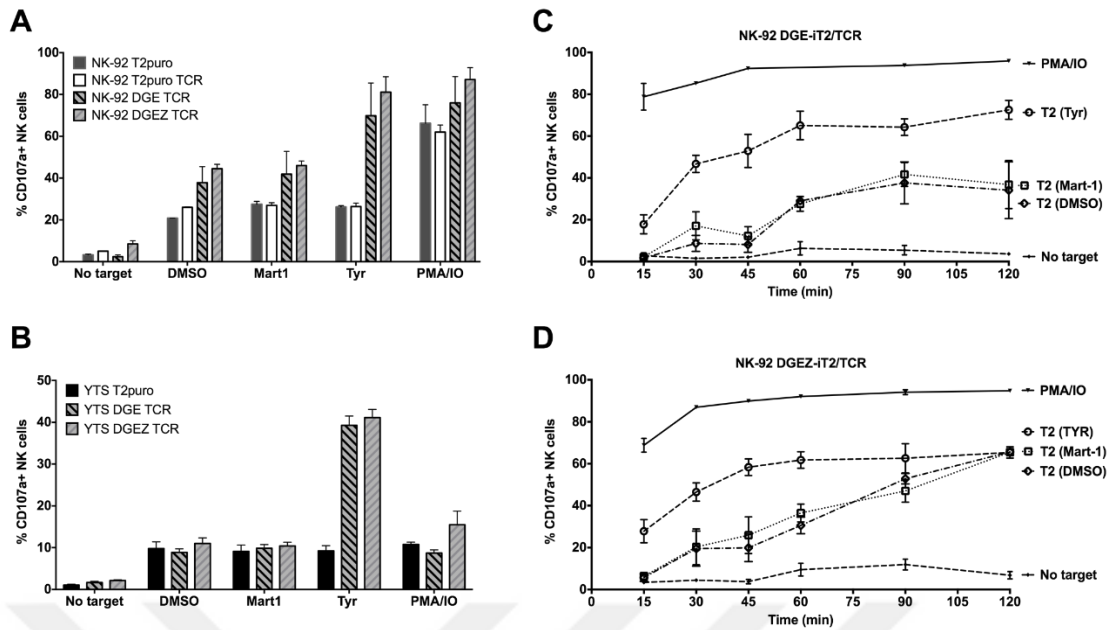 A
% CD107a+ NK cells
100
80
60
40
20
0
NK-92 T2puro
NK-92 T2puro TCR
NK-92 DGE TCR
NK-92 DGEZ TCR
No target DMSO Mart1 Tyr PMA/IO
B
% CD107a+ NK cells
50
40
30
20
10
0
YTS T2puro
YTS DGE TCR
YTS DGEZ TCR
No target DMSO Mart1 Tyr PMA/IO
C
NK-92 DGE-iT2/TCR
% CD107a+ NK cells
100
80
60
40
20
0
PMA/IO
T2 (Tyr)
T2 (Mart-1)
T2 (DMSO)
No target
0 15 30 45 60 75 90 105 120
Time (min)
D
NK-92 DGEZ-iT2/TCR
% CD107a+ NK cells
100
80
60
40
20
0
PMA/IO
T2 (TYR)
T2 (Mart-1)
T2 (DMSO)
No target
0 15 30 45 60 75 90 105 120
Time (min)